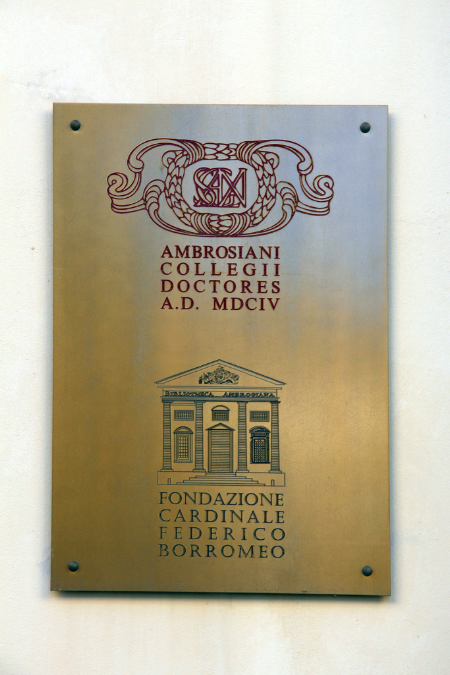 AMBROSIANI
COLLEGII
DOCTORES
A.D. MDCIV
BIBLIOTHECA AMBROSIANA
FONDAZIONE
CARDINALE
FEDERICO
BORROMEO